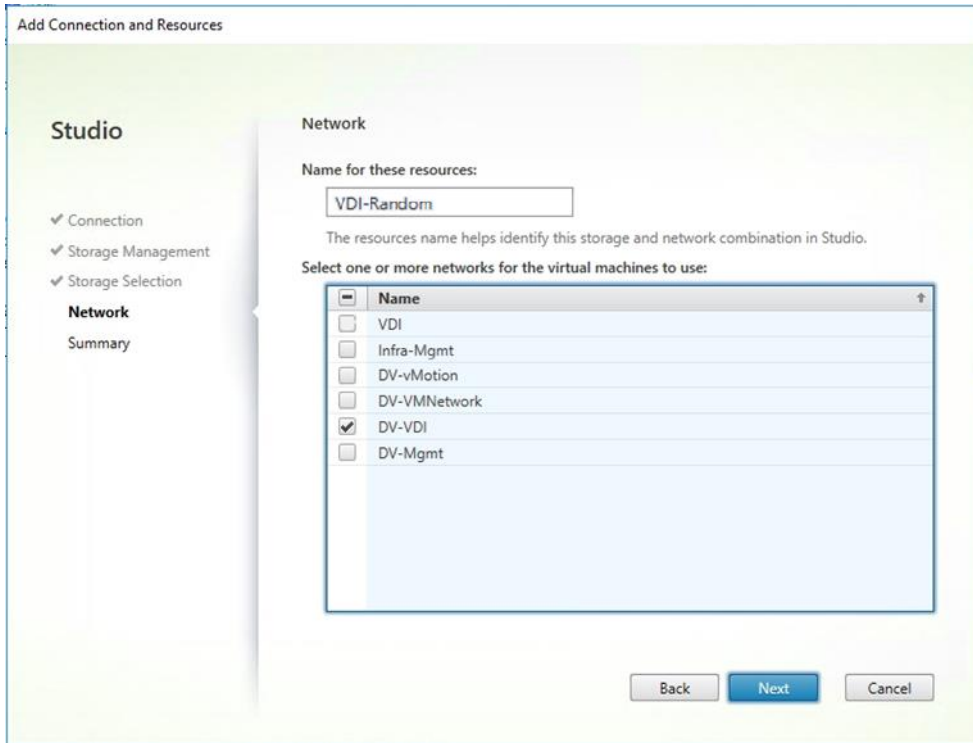 Add Connection and Resources
Studio
✔ Connection
✔ Storage Management
✔ Storage Selection
Network
Summary
Network
Name for these resources:
VDI-Random
The resources name helps identify this storage and network combination in Studio.
Select one or more networks for the virtual machines to use:
Name
VDI
Infra-Mgmt
DV-vMotion
DV-VMNetwork
DV-VDI
DV-Mgmt
Back Next Cancel